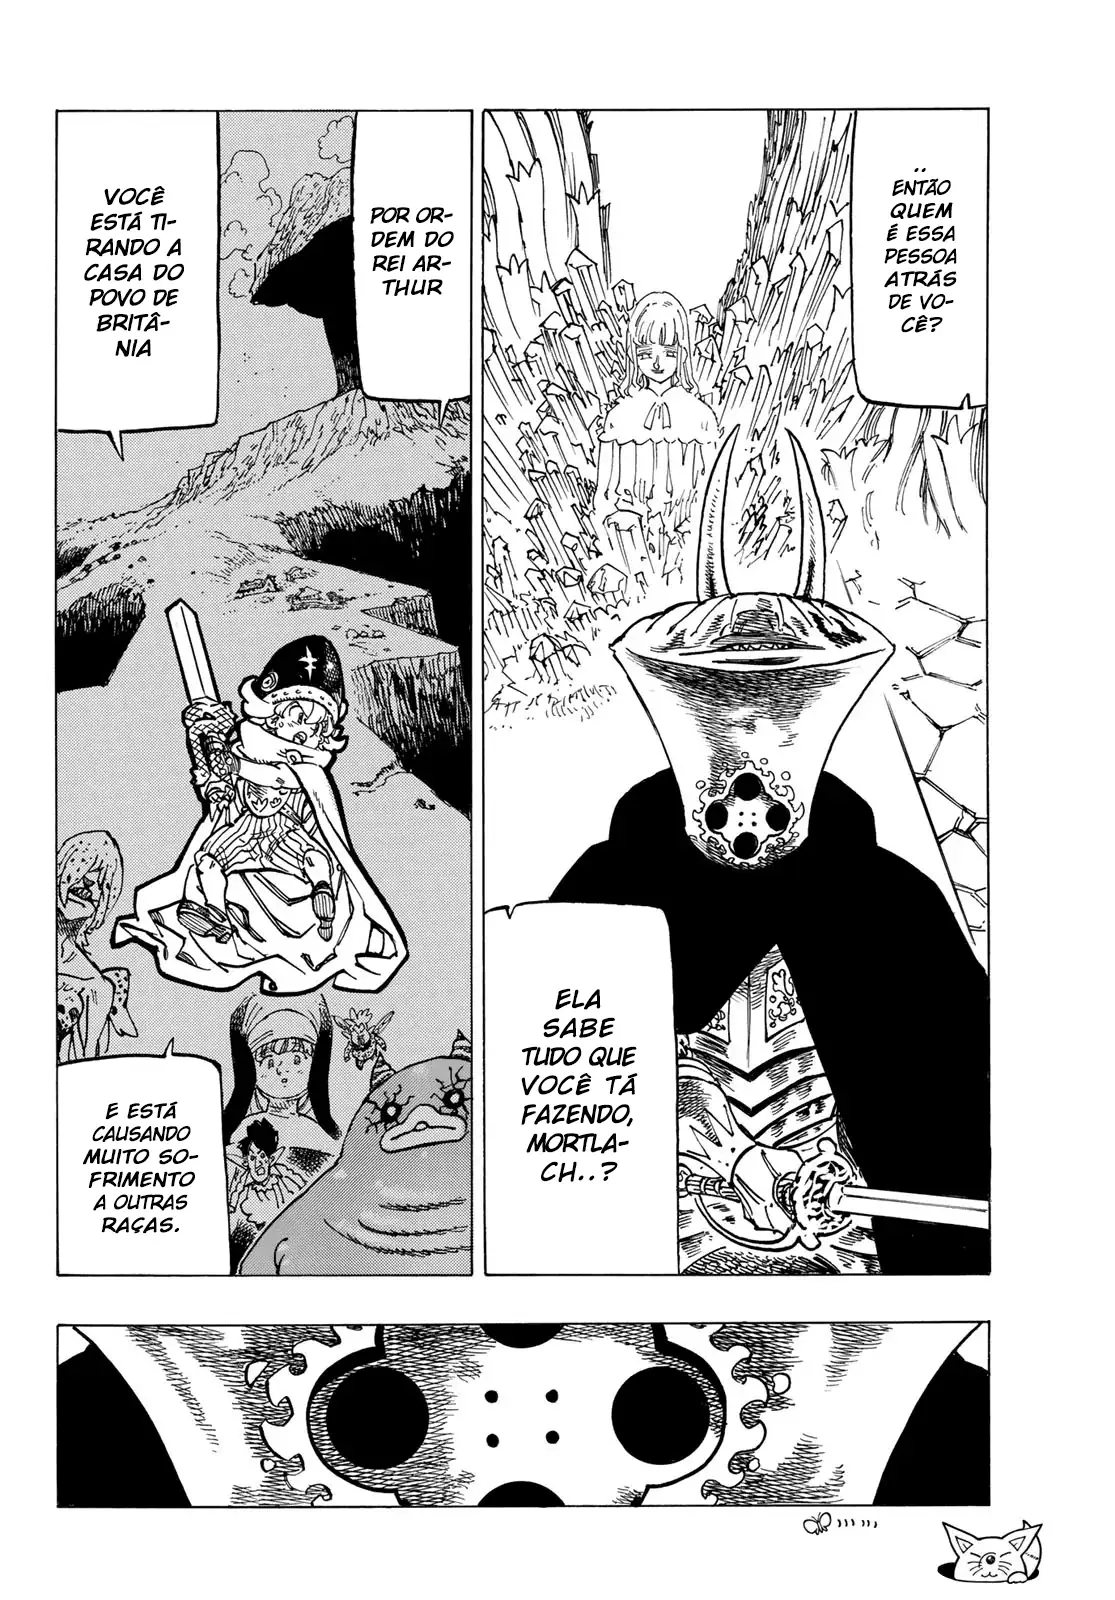 ..
ENTÃO
QUEM
É ESSA
PESSOA
ATRÁS
DE VO-
CÊ?
ELA
SABE
TUDO QUE
VOCÊ TÁ
FAZENDO,
MORTLA-
CH..?
POR OR-
DEM DO
REI AR-
THUR
VOCÊ
ESTÁ TI-
RANDO A
CASA DO
POVO DE
BRITÂ-
NIA
E ESTÁ
CAUSANDO
MUITO SO-
FRIMENTO
A OUTRAS
RAÇAS.